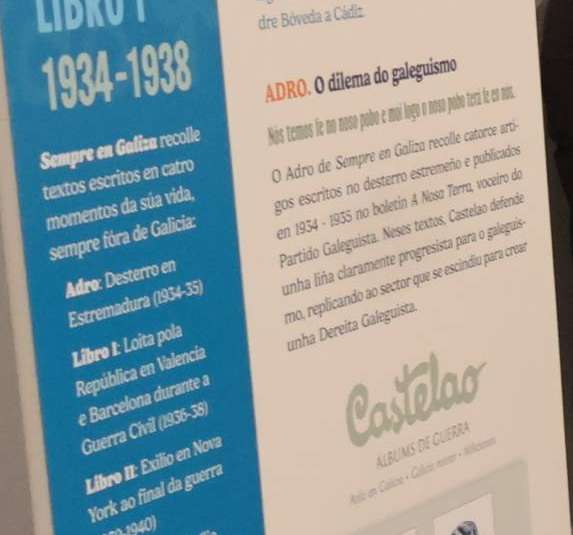 LIBRO I
1934-1938
Sempre en Galiza recolle
textos escritos en catro
momentos da súa vida,
sempre fóra de Galicia:
Adro: Desterro en
Estremadura (1934-35)
Libro I: Loita pola
República en Valencia
e Barcelona durante a
Guerra Civil (1936-38)
Libro II: Exilio en Nova
York ao final da guerra
dre Bóveda a Cádiz.
ADRO. O dilema do galeguismo
Nós temos fe no noso pobo e moi logo o noso pobo terá fe en nós.
O Adro de Sempre en Galiza recolle catorce arti-
gos escritos no desterro estremeño e publicados
en 1934 - 1935 no boletín A Nosa Terra, voceiro do
Partido Galeguista. Neses textos, Castelao defende
unha liña claramente progresista para o galeguis-
mo, replicando ao sector que se escindiu para crear
unha Dereita Galeguista.
Castelao
ALBUMS DE GUERRA